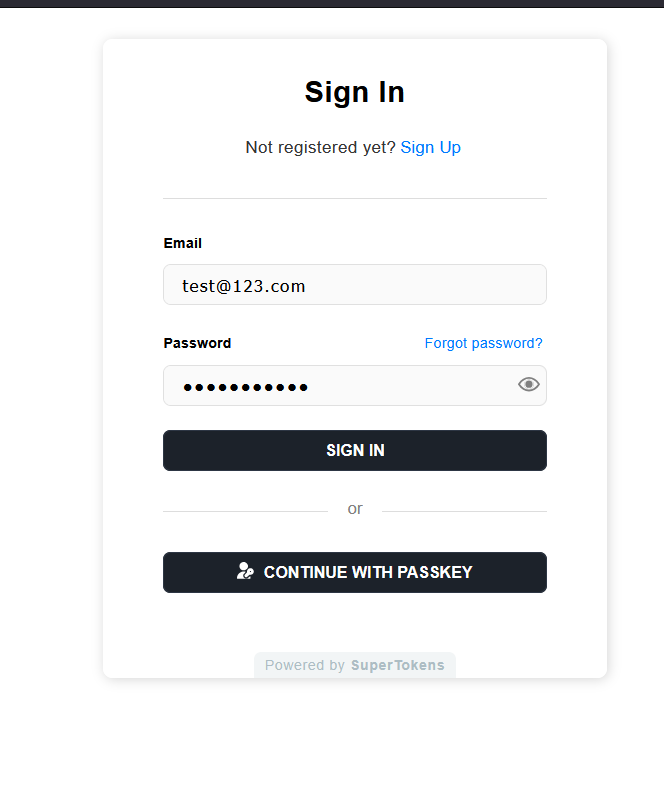 Sign In
Not registered yet? Sign Up
Email
test@123.com
Password Forgot password?
●●●●●●●●●●●
SIGN IN
or
CONTINUE WITH PASSKEY
Powered by SuperTokens